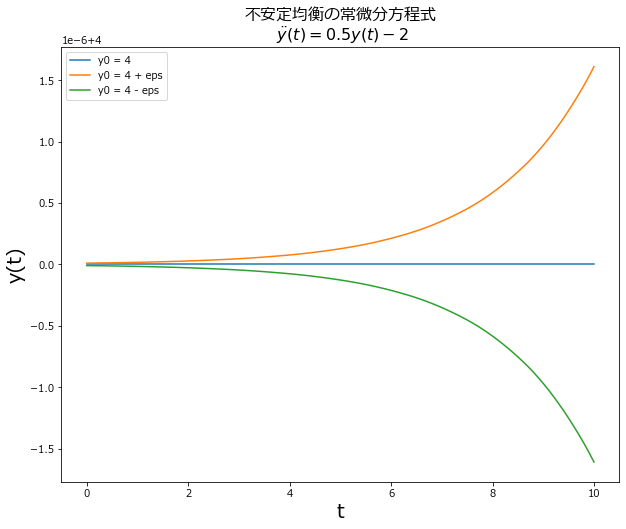 不安定均衡の常微分方程式
ÿ(t) = 0.5y(t) − 2
1e−6+4
y0 = 4
y0 = 4 + eps
y0 = 4 - eps
1.5
1.0
0.5
0.0
−0.5
−1.0
−1.5
y(t)
0 2 4 6 8 10
t